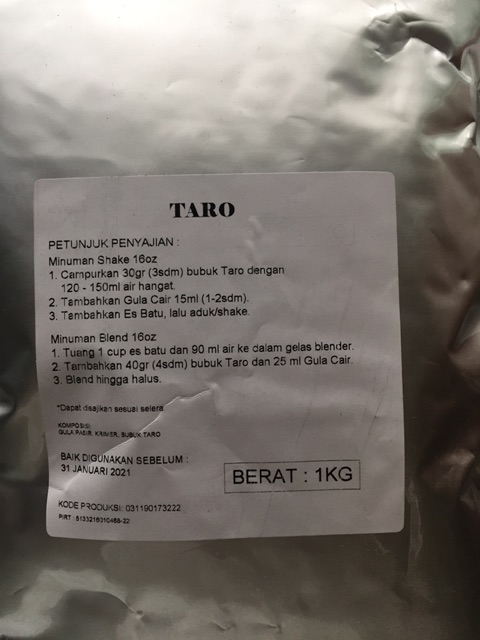 TARO
PETUNJUK PENYAJIAN :
Minuman Shake 16oz
1. Campurkan 30gr (3sdm) bubuk Taro dengan
120 - 150ml air hangat.
2. Tambahkan Gula Cair 15ml (1-2sdm).
3. Tambahkan Es Batu, lalu aduk/shake.
Minuman Blend 16oz
1. Tuang 1 cup es batu dan 90 ml air ke dalam gelas blender.
2. Tambahkan 40gr (4sdm) bubuk Taro dan 25 ml Gula Cair.
3. Blend hingga halus.
*Dapat disajikan sesuai selera
KOMPOSISI:
GULA PASIR, KRIMER, BUBUK TARO
BAIK DIGUNAKAN SEBELUM :
31 JANUARI 2021
BERAT : 1KG
KODE PRODUKSI: 031190173222
PIRT : 5133216010468-22